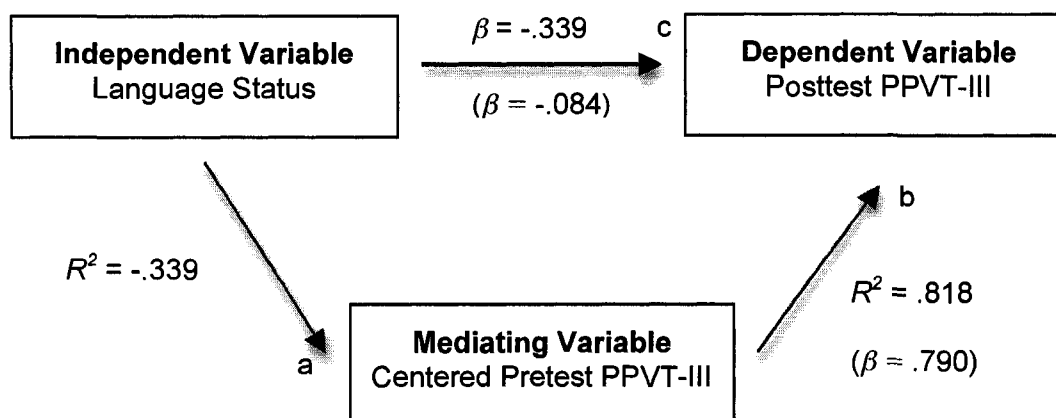 β = -.339
c
Independent Variable
Language Status
Dependent Variable
Posttest PPVT-III
(β = -.084)
b
R² = -.339
R² = .818
a
Mediating Variable
Centered Pretest PPVT-III
(β = .790)